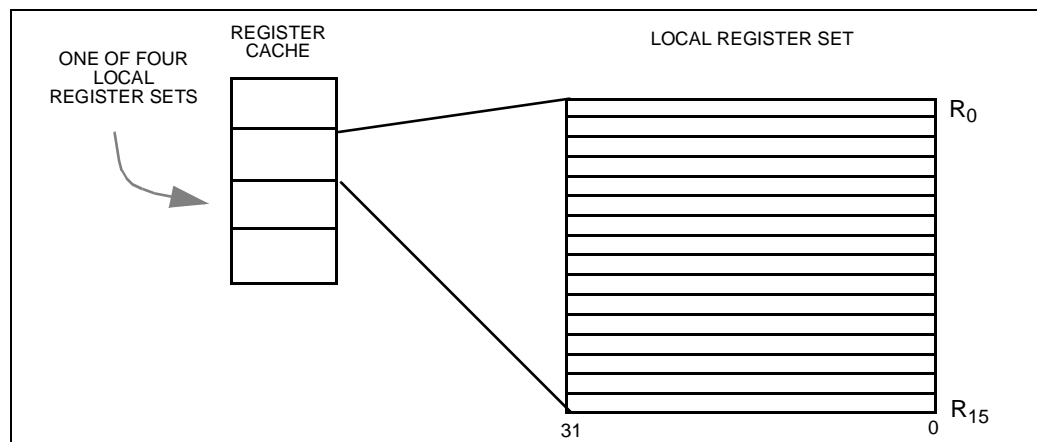 REGISTER
CACHE
LOCAL REGISTER SET
ONE OF FOUR
LOCAL
REGISTER SETS
R0
R15
31
0